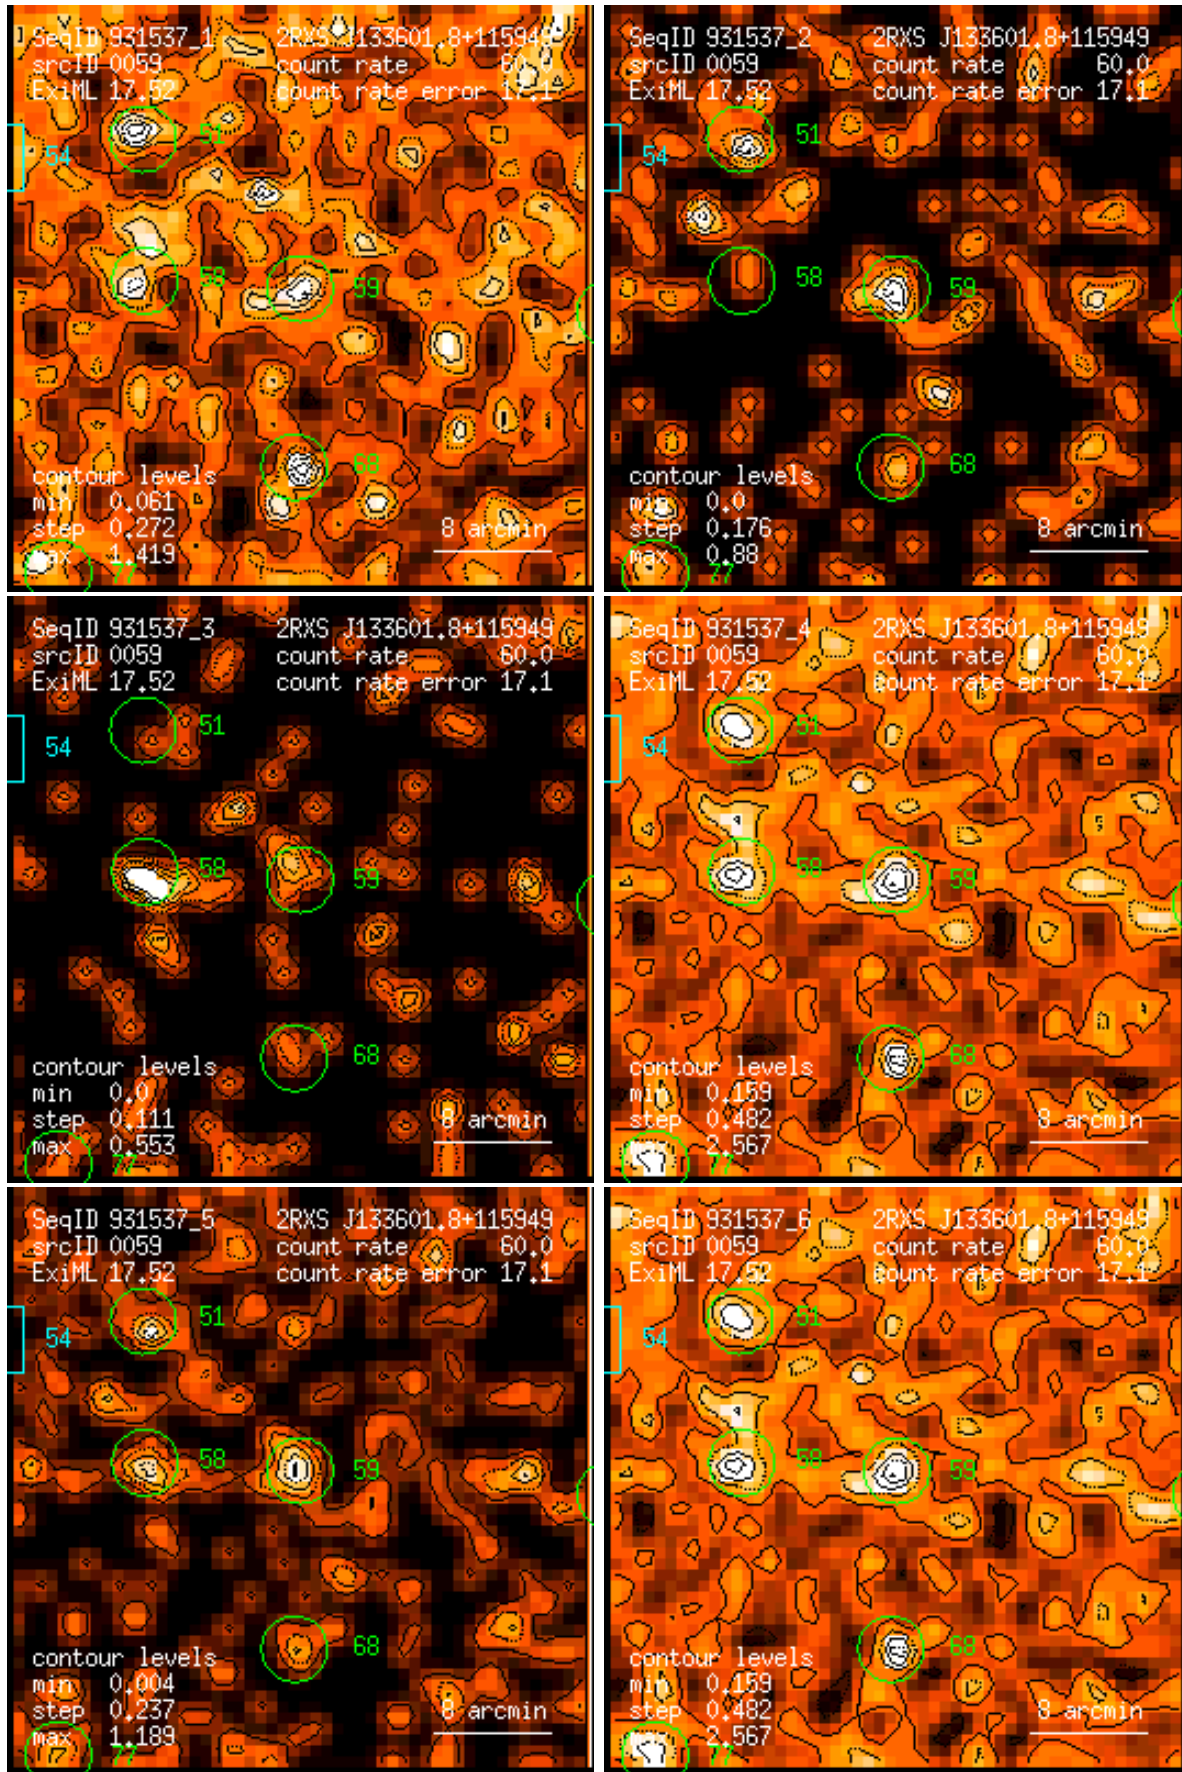 SeqID 931537_1 2RXS J133601.8+115949
srcID 0059 count rate 60.0
ExiML 17.52 count rate error 17.1
51
54
58
59
68
contour levels
min 0.061
step 0.272 8 arcmin
max 1.419
77
SeqID 931537_2 2RXS J133601.8+115949
srcID 0059 count rate 60.0
ExiML 17.52 count rate error 17.1
51
54
58
59
68
contour levels
min 0.0
step 0.176 8 arcmin
max 0.88
77
SeqID 931537_3 2RXS J133601.8+115949
srcID 0059 count rate 60.0
ExiML 17.52 count rate error 17.1
51
54
58
59
68
contour levels
min 0.0
step 0.111 8 arcmin
max 0.553
77
SeqID 931537_4 2RXS J133601.8+115949
srcID 0059 count rate 60.0
ExiML 17.52 count rate error 17.1
51
54
58
59
68
contour levels
min 0.159
step 0.482 8 arcmin
max 2.567
77
SeqID 931537_5 2RXS J133601.8+115949
srcID 0059 count rate 60.0
ExiML 17.52 count rate error 17.1
51
54
58
59
68
contour levels
min 0.004
step 0.237 8 arcmin
max 1.189
77
SeqID 931537_6 2RXS J133601.8+115949
srcID 0059 count rate 60.0
ExiML 17.52 count rate error 17.1
51
54
58
59
68
contour levels
min 0.159
step 0.482 8 arcmin
max 2.567
77